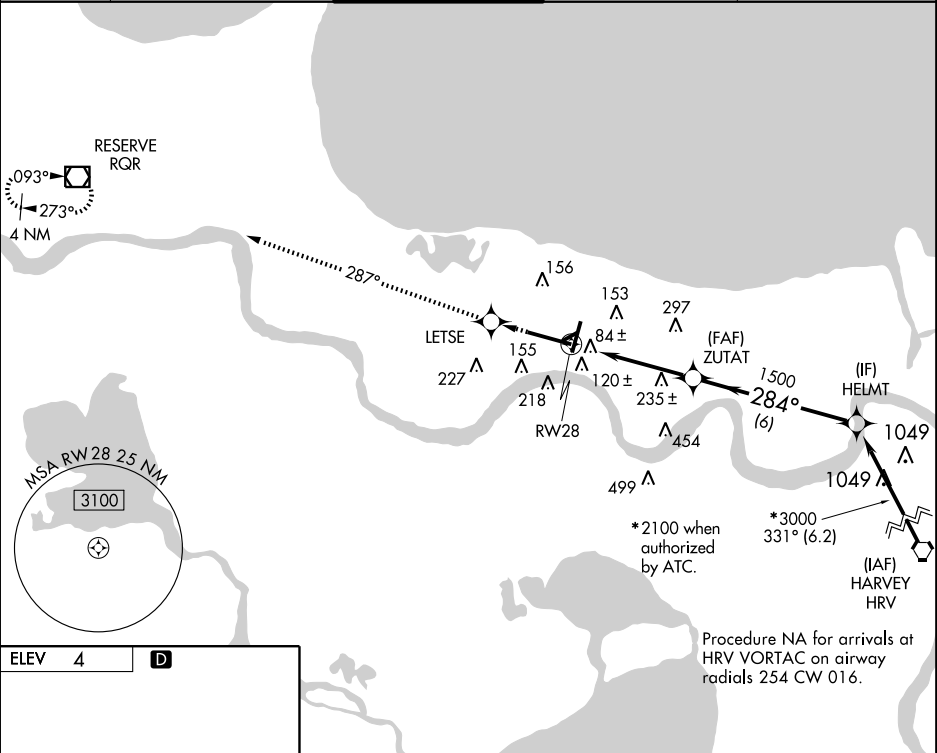 RESERVE
RQR
093°
273°
4 NM
287°
156
153
297
LETSE
84 ±
(FAF)
ZUTAT
155
227
218
120 ±
235 ±
1500
284°
(6)
(IF)
HELMT
RW28
454
1049
1049
499
MSA RW 28 25 NM
3100
*3000
331° (6.2)
*2100 when
authorized
by ATC.
(IAF)
HARVEY
HRV
Procedure NA for arrivals at
HRV VORTAC on airway
radials 254 CW 016.
ELEV 4
D